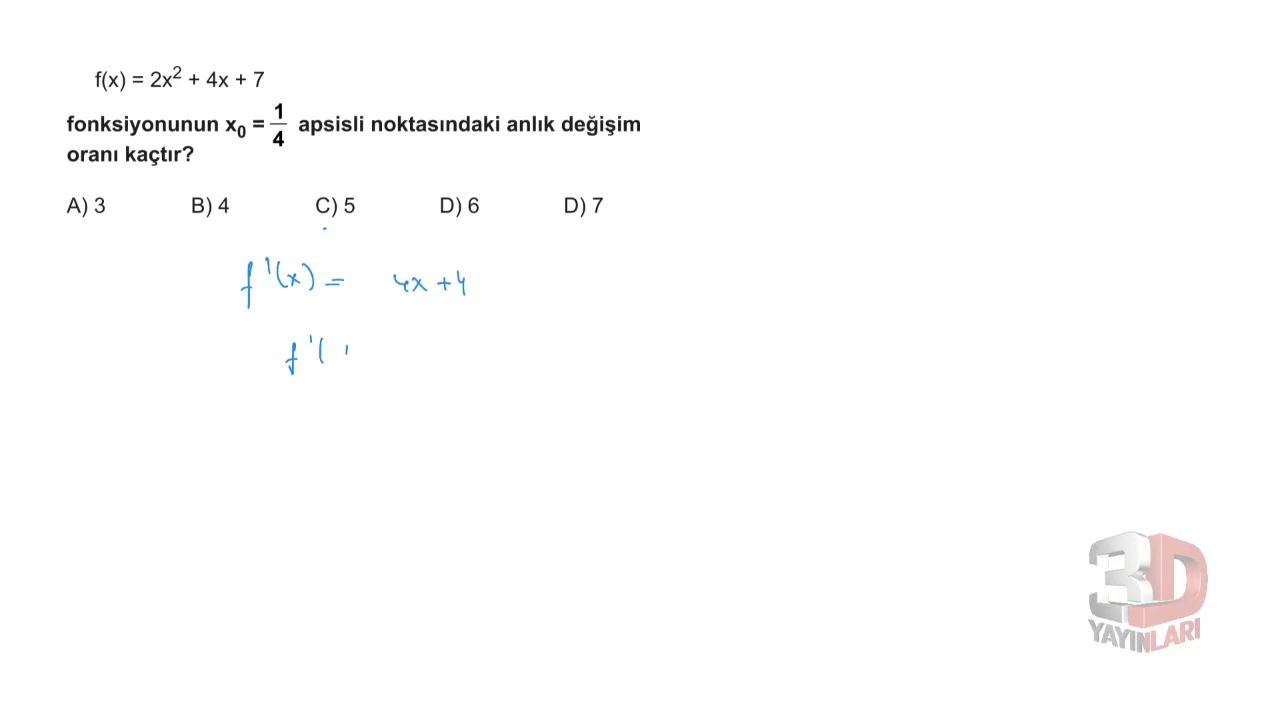 f(x) = 2x² + 4x + 7
fonksiyonunun x₀ = 1/4 apsisli noktasındaki anlık değişim
oranı kaçtır?
A) 3 B) 4 C) 5 D) 6 D) 7
f'(x) = 4x + 4
f'(
3D
YAYINLARI